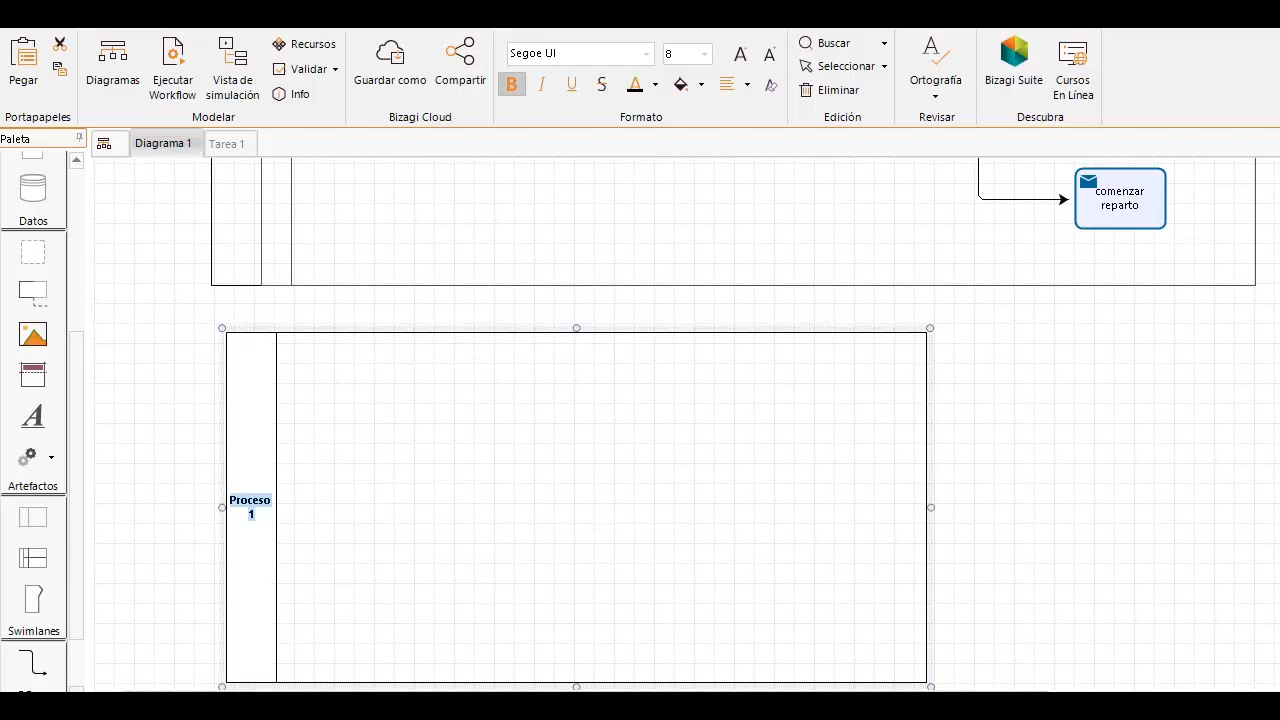 Pegar
Portapapeles
Diagramas
Ejecutar
Workflow
Vista de
simulación
Recursos
Validar
Info
Modelar
Guardar como
Compartir
Bizagi Cloud
Segoe UI
8
A
A
B
I
U
S
A
Formato
Buscar
Seleccionar
Eliminar
Edición
Ortografía
Revisar
Bizagi Suite
Cursos
En Línea
Descubra
Paleta
Diagrama 1
Tarea 1
Datos
A
Artefactos
Swimlanes
comenzar
reparto
Proceso
1